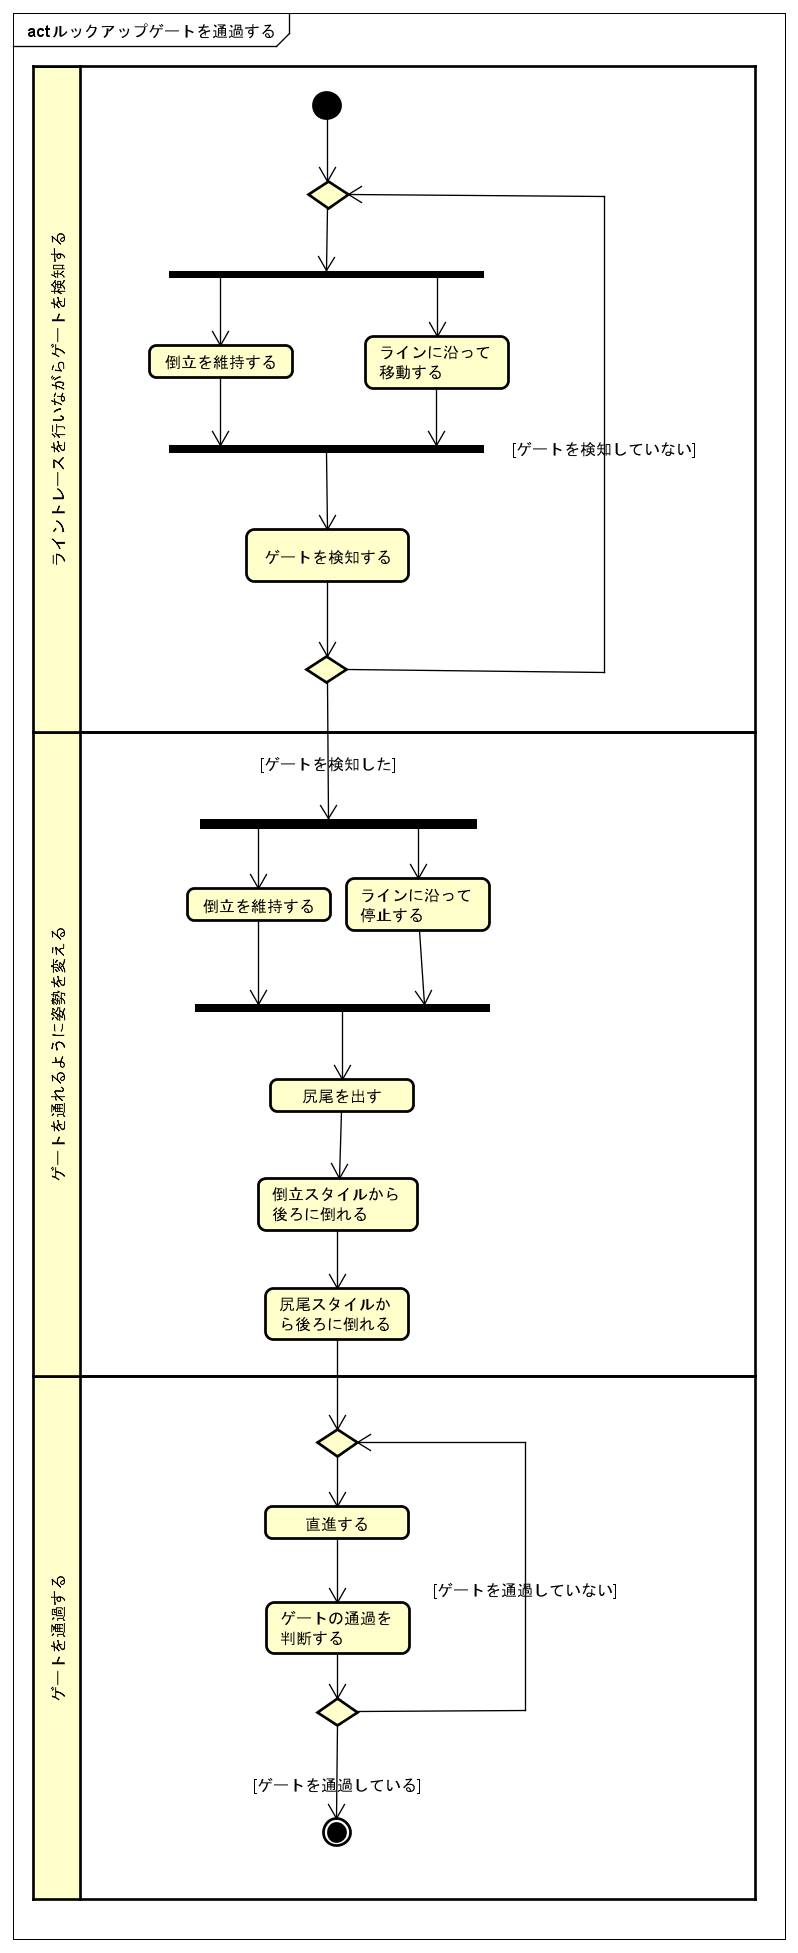 actルックアップゲートを通過する
ライントレースを行いながらゲートを検知する
倒立を維持する
ラインに沿って
移動する
[ゲートを検知していない]
ゲートを検知する
ゲートを通れるように姿勢を変える
[ゲートを検知した]
倒立を維持する
ラインに沿って
停止する
尻尾を出す
倒立スタイルから
後ろに倒れる
尻尾スタイルか
ら後ろに倒れる
ゲートを通過する
直進する
[ゲートを通過していない]
ゲートの通過を
判断する
[ゲートを通過している]